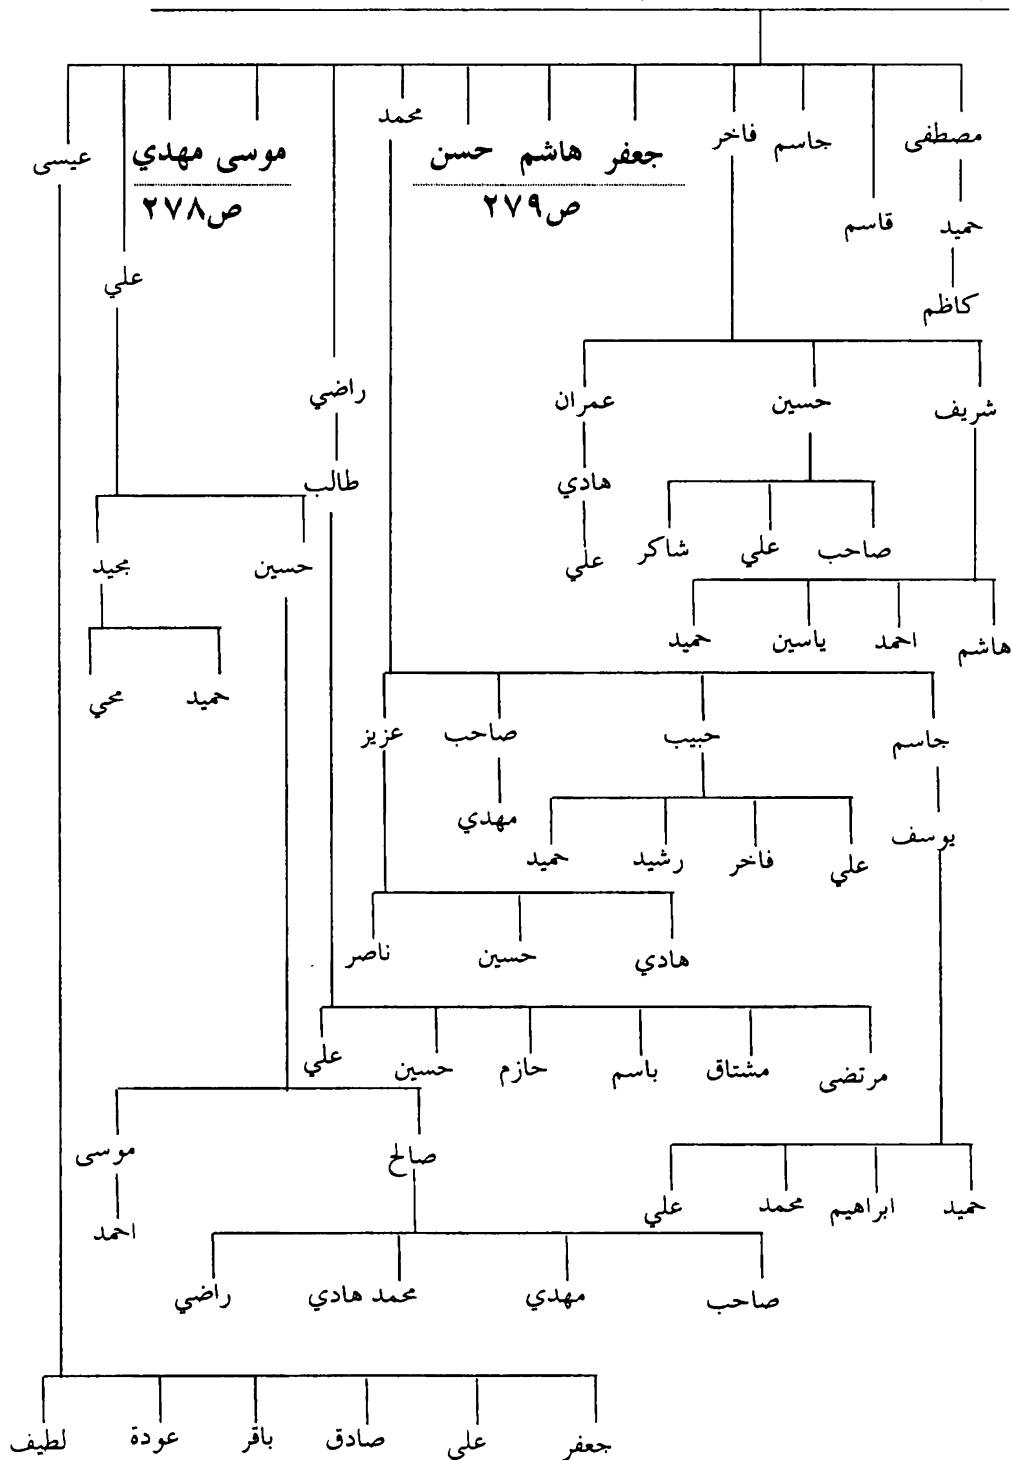 مصطفى جاسم فاخر محمد
جعفر هاشم حسن موسى مهدي عيسى
ص٢٧٩ ص٢٧٨
حميد قاسم
علي
كاظم
راضي
شريف حسين عمران
طالب
هادي
صاحب علي شاكر علي
حسين مجيد
هاشم احمد ياسين حميد
حميد محي
جاسم حبيب صاحب عزيز
مهدي
يوسف
علي فاخر رشيد حميد
هادي حسين ناصر
مرتضى مشتاق باسم حازم حسين علي
صالح موسى
حميد ابراهيم محمد علي
احمد
صاحب مهدي محمد هادي راضي
جعفر علي صادق باقر عودة لطيف